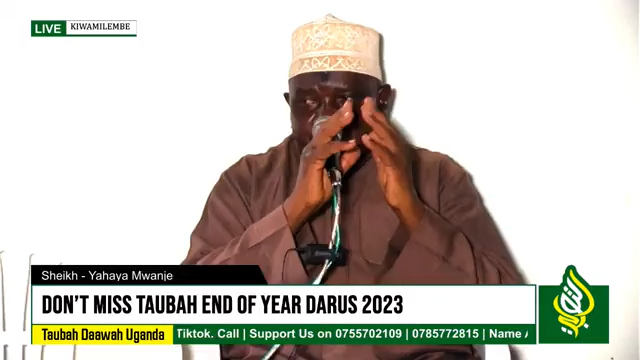 LIVE KIWAMILEMBE
Sheikh - Yahaya Mwanje
DON'T MISS TAUBAH END OF YEAR DARUS 2023
Taubah Daawah Uganda Tiktok. Call | Support Us on 0755702109 | 0785772815 | Name